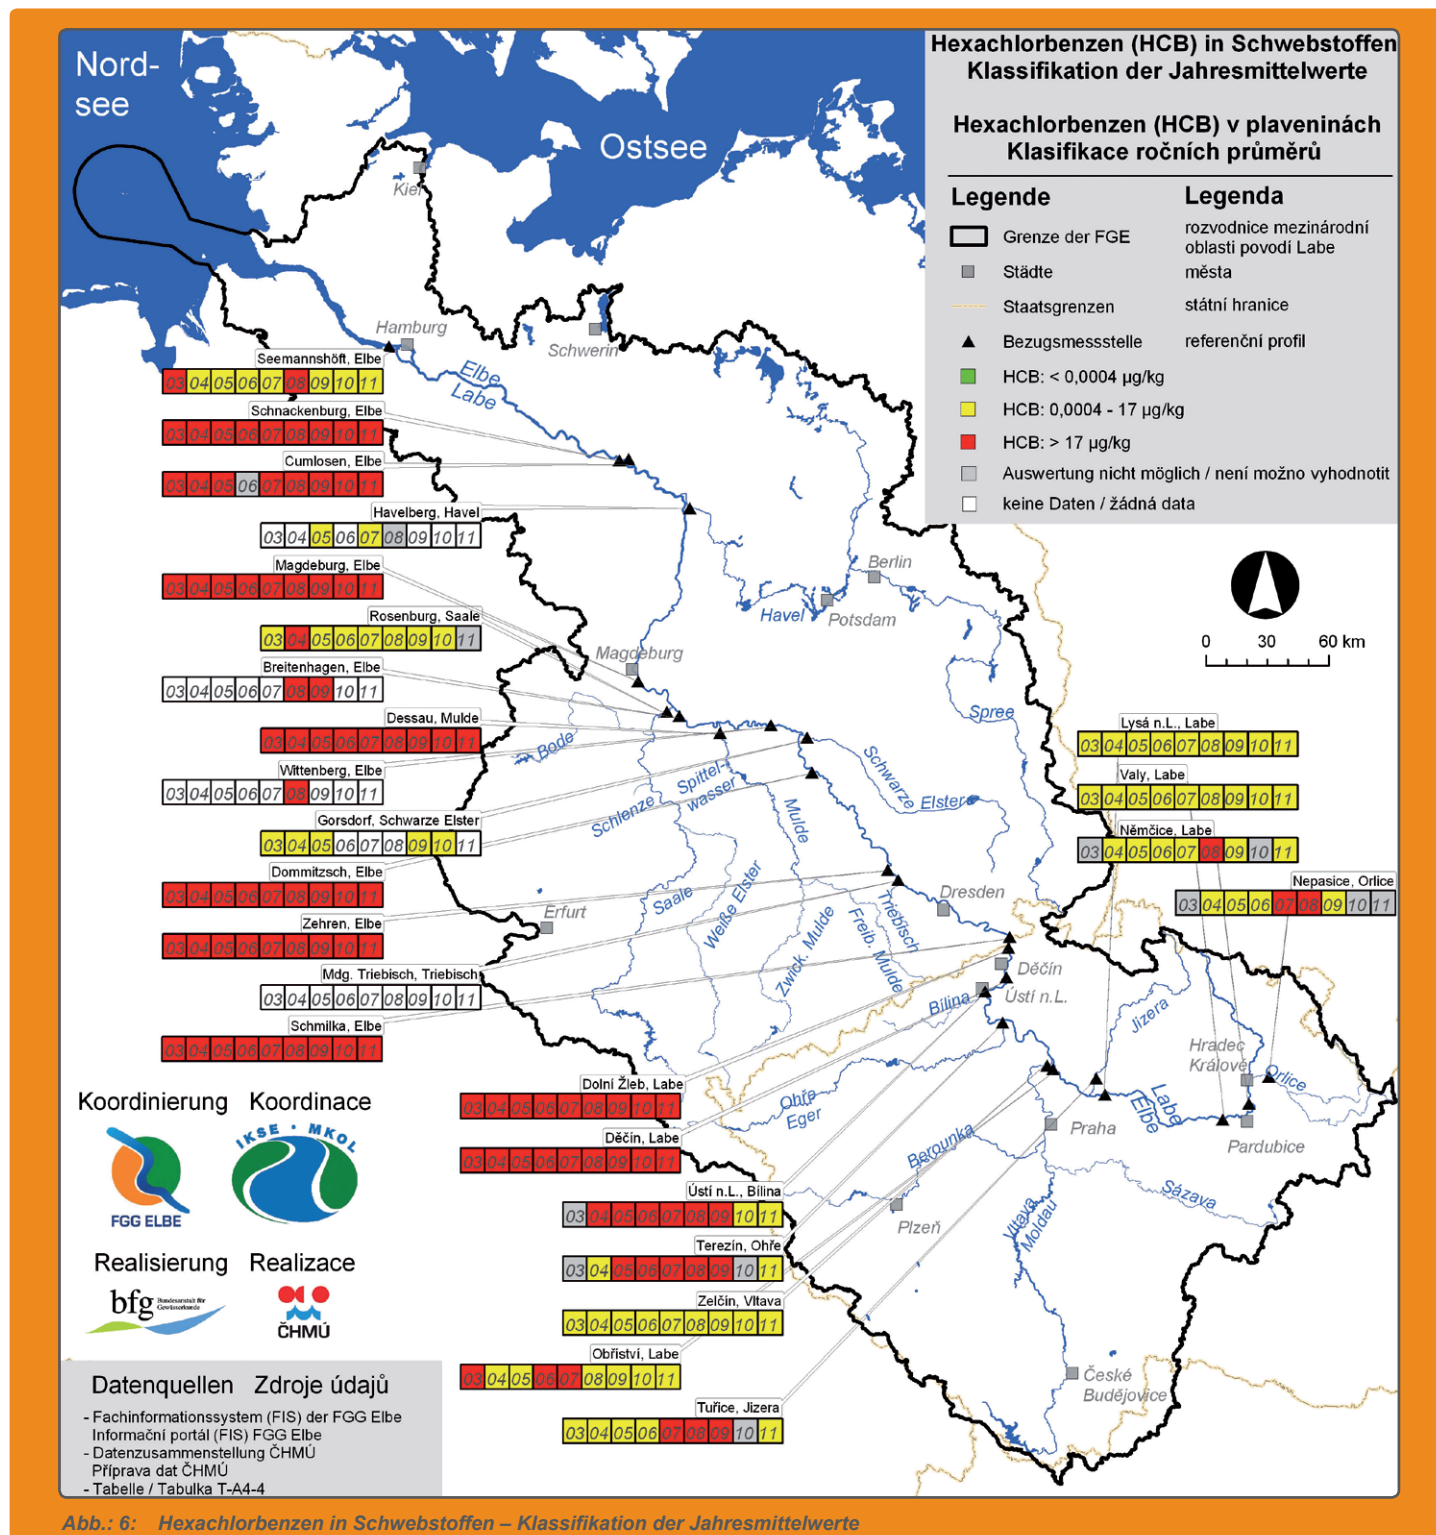 Nord-
see
Ostsee
Hexachlorbenzen (HCB) in Schwebstoffen
Klassifikation der Jahresmittelwerte
Hexachlorbenzen (HCB) v plaveninách
Klasifikace ročních průměrů
Legende Legenda
Grenze der FGE rozvodnice mezinárodní
oblasti povodí Labe
Städte města
Staatsgrenzen státní hranice
Bezugsmessstelle referenční profil
HCB: < 0,0004 µg/kg
HCB: 0,0004 - 17 µg/kg
HCB: > 17 µg/kg
Auswertung nicht möglich / není možno vyhodnotit
keine Daten / žádná data
0 30 60 km
Kiel
Hamburg
Schwerin
Elbe
Labe
Berlin
Havel
Potsdam
Magdeburg
Spree
Bode
Schlenze
Spittel-
wasser
Mulde
Schwarze Elster
Saale
Weiße Elster
Zwick. Mulde
Freib. Mulde
Triebisch
Dresden
Erfurt
Děčín
Ústí n.L.
Bílina
Ohře
Eger
Jizera
Hradec
Králové
Orlice
Labe
Elbe
Praha
Pardubice
Berounka
Sázava
Plzeň
Vltava
Moldau
České
Budějovice
Seemannshöft, Elbe
03 04 05 06 07 08 09 10 11
Schnackenburg, Elbe
03 04 05 06 07 08 09 10 11
Cumlosen, Elbe
03 04 05 06 07 08 09 10 11
Havelberg, Havel
03 04 05 06 07 08 09 10 11
Magdeburg, Elbe
03 04 05 06 07 08 09 10 11
Rosenburg, Saale
03 04 05 06 07 08 09 10 11
Breitenhagen, Elbe
03 04 05 06 07 08 09 10 11
Dessau, Mulde
03 04 05 06 07 08 09 10 11
Wittenberg, Elbe
03 04 05 06 07 08 09 10 11
Gorsdorf, Schwarze Elster
03 04 05 06 07 08 09 10 11
Dommitzsch, Elbe
03 04 05 06 07 08 09 10 11
Zehren, Elbe
03 04 05 06 07 08 09 10 11
Mdg. Triebisch, Triebisch
03 04 05 06 07 08 09 10 11
Schmilka, Elbe
03 04 05 06 07 08 09 10 11
Lysá n.L., Labe
03 04 05 06 07 08 09 10 11
Valy, Labe
03 04 05 06 07 08 09 10 11
Němčice, Labe
03 04 05 06 07 08 09 10 11
Nepasice, Orlice
03 04 05 06 07 08 09 10 11
Dolní Žleb, Labe
03 04 05 06 07 08 09 10 11
Děčín, Labe
03 04 05 06 07 08 09 10 11
Ústí n.L., Bílina
03 04 05 06 07 08 09 10 11
Terezín, Ohře
03 04 05 06 07 08 09 10 11
Zelčín, Vltava
03 04 05 06 07 08 09 10 11
Obříství, Labe
03 04 05 06 07 08 09 10 11
Tuřice, Jizera
03 04 05 06 07 08 09 10 11
Koordinierung Koordinace
FGG ELBE
IKSE • MKOL
Realisierung Realizace
bfg Bundesanstalt für
Gewässerkunde
ČHMÚ
Datenquellen Zdroje údajů
- Fachinformationssystem (FIS) der FGG Elbe
Informační portál (FIS) FGG Elbe
- Datenzusammenstellung ČHMÚ
Příprava dat ČHMÚ
- Tabelle / Tabulka T-A4-4
Abb.: 6: Hexachlorbenzen in Schwebstoffen – Klassifikation der Jahresmittelwerte